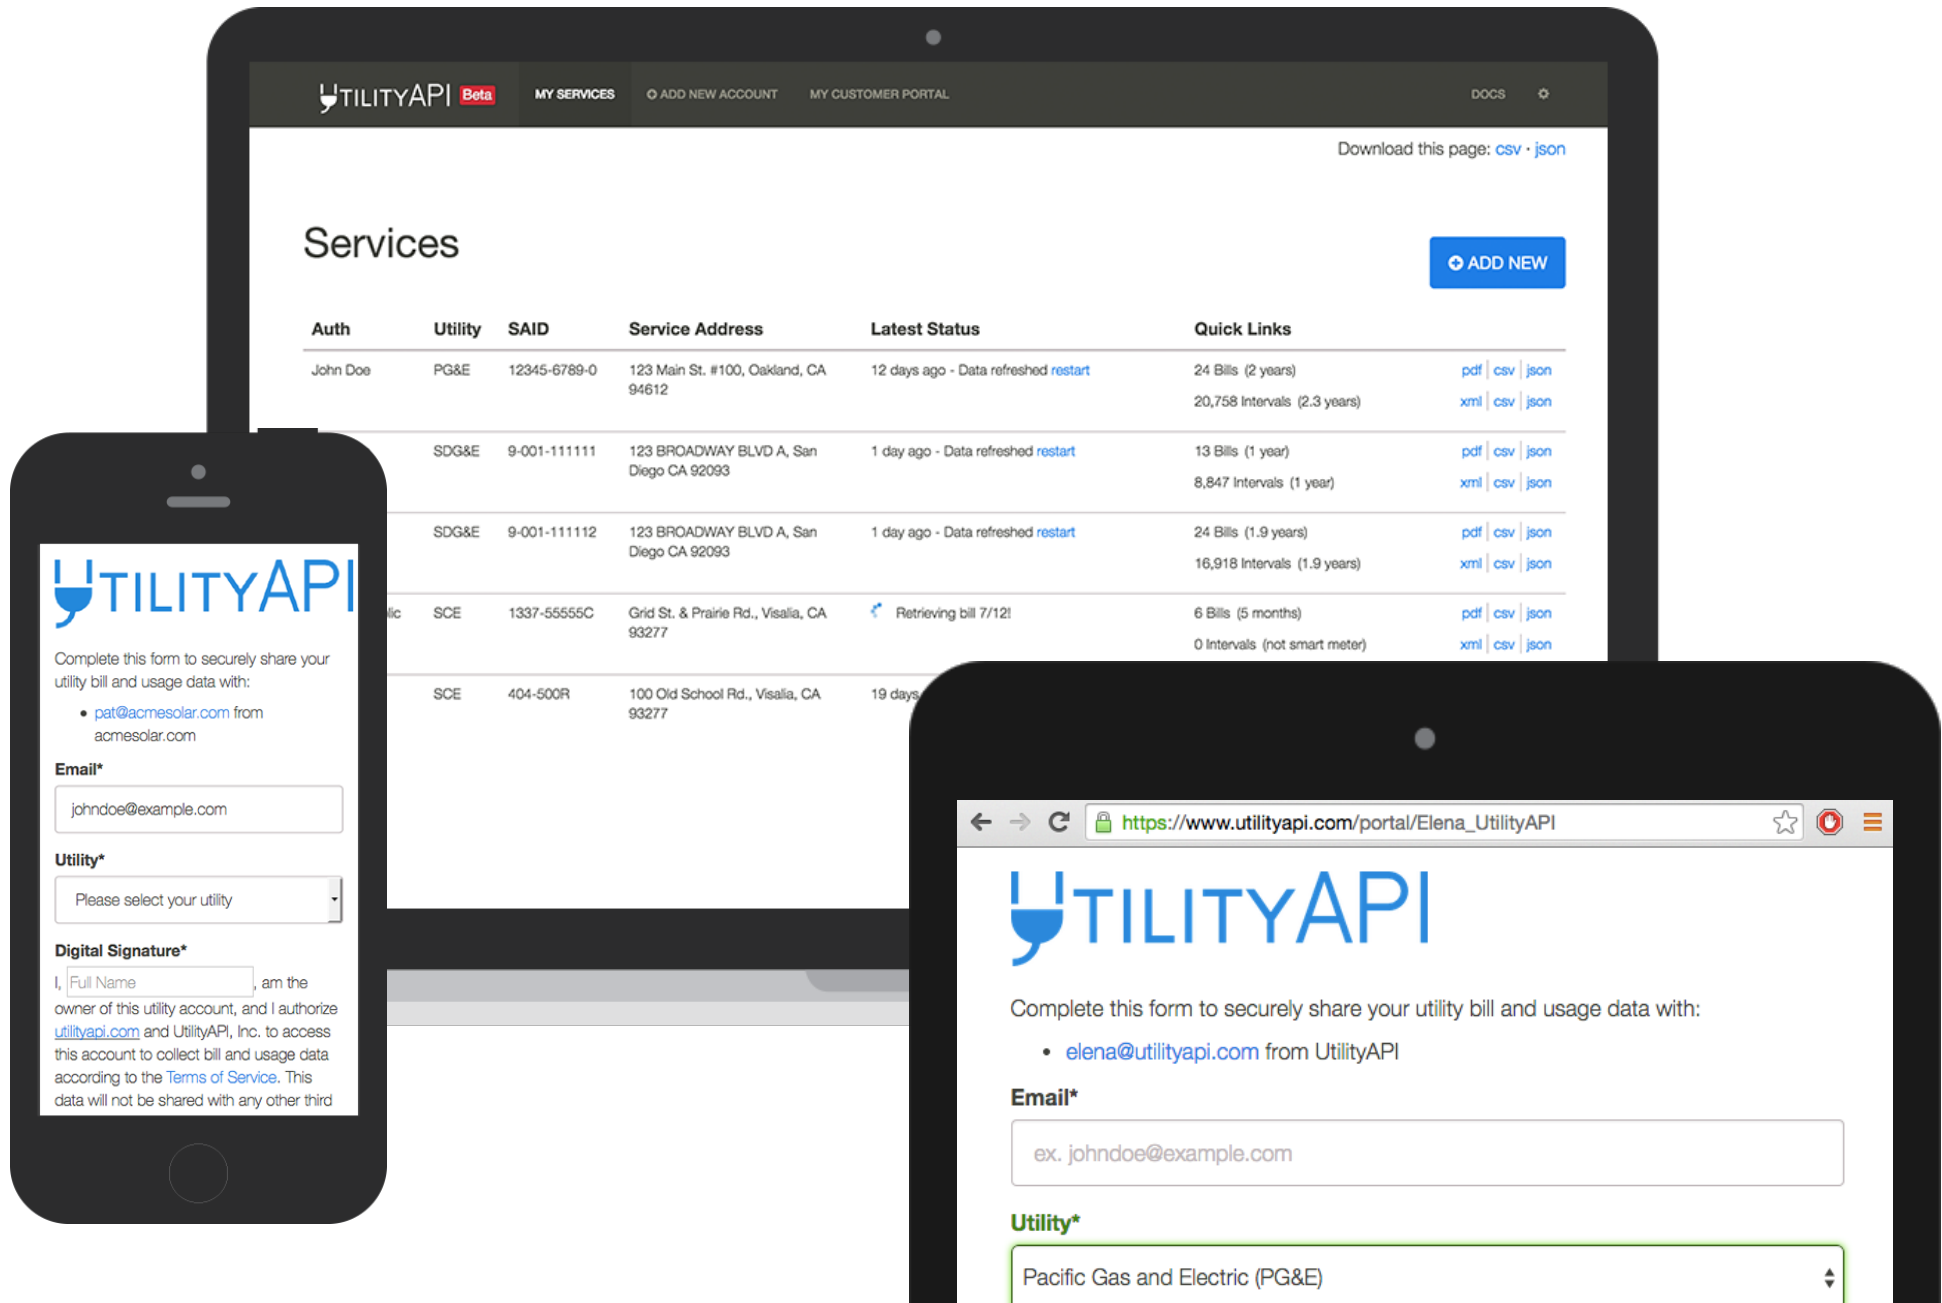 UTILITYAPI Beta MY SERVICES ADD NEW ACCOUNT MY CUSTOMER PORTAL DOCS
Download this page: csv · json
Services
ADD NEW
Auth Utility SAID Service Address Latest Status Quick Links
John Doe PG&E 12345-6789-0 123 Main St. #100, Oakland, CA 12 days ago - Data refreshed restart 24 Bills (2 years) pdf | csv | json
94612 20,758 Intervals (2.3 years) xml | csv | json
SDG&E 9-001-111111 123 BROADWAY BLVD A, San 1 day ago - Data refreshed restart 13 Bills (1 year) pdf | csv | json
Diego CA 92093 8,847 Intervals (1 year) xml | csv | json
SDG&E 9-001-111112 123 BROADWAY BLVD A, San 1 day ago - Data refreshed restart 24 Bills (1.9 years) pdf | csv | json
Diego CA 92093 16,918 Intervals (1.9 years) xml | csv | json
lic SCE 1337-55555C Grid St. & Prairie Rd., Visalia, CA Retrieving bill 7/12! 6 Bills (5 months) pdf | csv | json
93277 0 Intervals (not smart meter) xml | csv | json
SCE 404-500R 100 Old School Rd., Visalia, CA 19 days
93277
UTILITYAPI
Complete this form to securely share your
utility bill and usage data with:
• pat@acmesolar.com from
acmesolar.com
Email*
johndoe@example.com
Utility*
Please select your utility
Digital Signature*
I, Full Name, am the
owner of this utility account, and I authorize
utilityapi.com and UtilityAPI, Inc. to access
this account to collect bill and usage data
according to the Terms of Service. This
data will not be shared with any other third
https://www.utilityapi.com/portal/Elena_UtilityAPI
UTILITYAPI
Complete this form to securely share your utility bill and usage data with:
• elena@utilityapi.com from UtilityAPI
Email*
ex. johndoe@example.com
Utility*
Pacific Gas and Electric (PG&E)